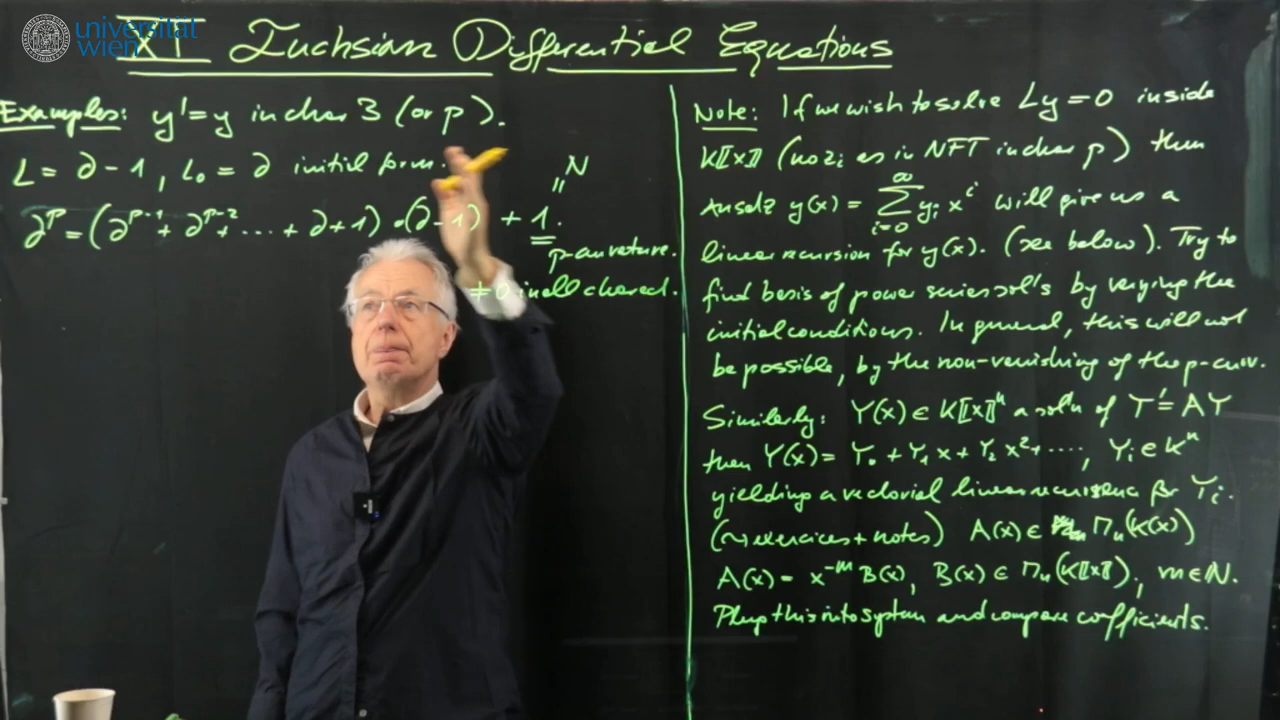 universität
wien
XI Fuchsian Differential Equations
Examples: y' = y in char 3 (or p).
L = ∂-1, L₀ = ∂ initial form.
∂ᵖ = (∂ᵖ⁻¹ + ∂ᵖ⁻² + ... + ∂+1) · (∂-1) + 1.
= N
p-curvature.
≠ 0 in all charact.
Note: If we wish to solve Ly = 0 inside
K⟦x⟧ (no zᵢ as in NFT in char p) then
Ansatz y(x) = ∑_{i=0}^{∞} yᵢ xⁱ will give us a
linear recursion for y(x). (see below). Try to
find basis of power series sol's by varying the
initial conditions. In general, this will not
be possible, by the non-vanishing of the p-curv.
Similarly: Y(x) ∈ K⟦x⟧ⁿ a sol'n of Y' = AY
then Y(x) = Y₀ + Y₁x + Y₂x² + ...., Yᵢ ∈ Kⁿ
yielding a vectorial linear recurrence for Yᵢ.
(⤳ exercices + notes) A(x) ∈ Mₙ(K(x))
A(x) = x⁻ᵐ B(x), B(x) ∈ Mₙ(K⟦x⟧), m ∈ ℕ.
Plug this into system and compare coefficients.